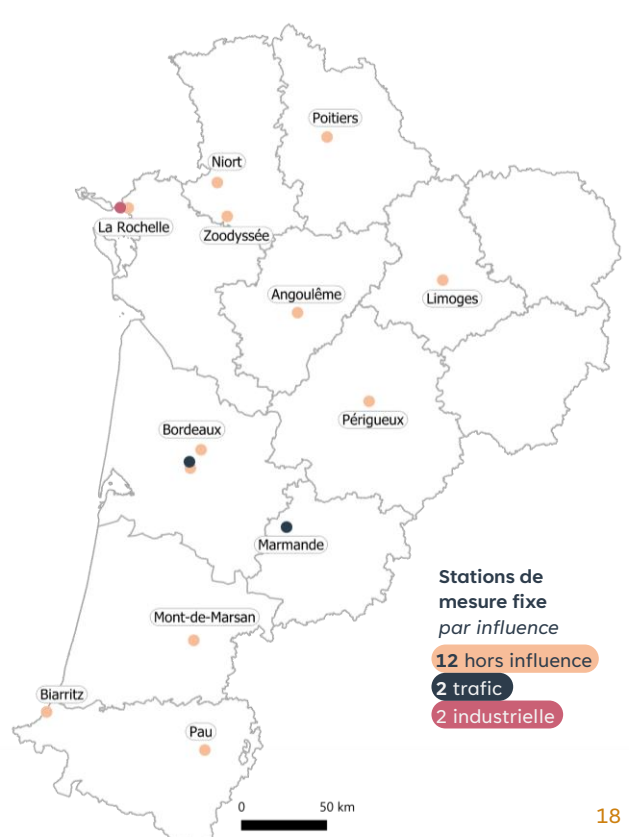 Poitiers
Niort
La Rochelle
Zoodyssée
Angoulême
Limoges
Périgueux
Bordeaux
Marmande
Stations de
mesure fixe
par influence
12 hors influence
2 trafic
2 industrielle
Mont-de-Marsan
Biarritz
Pau
0 50 km
18